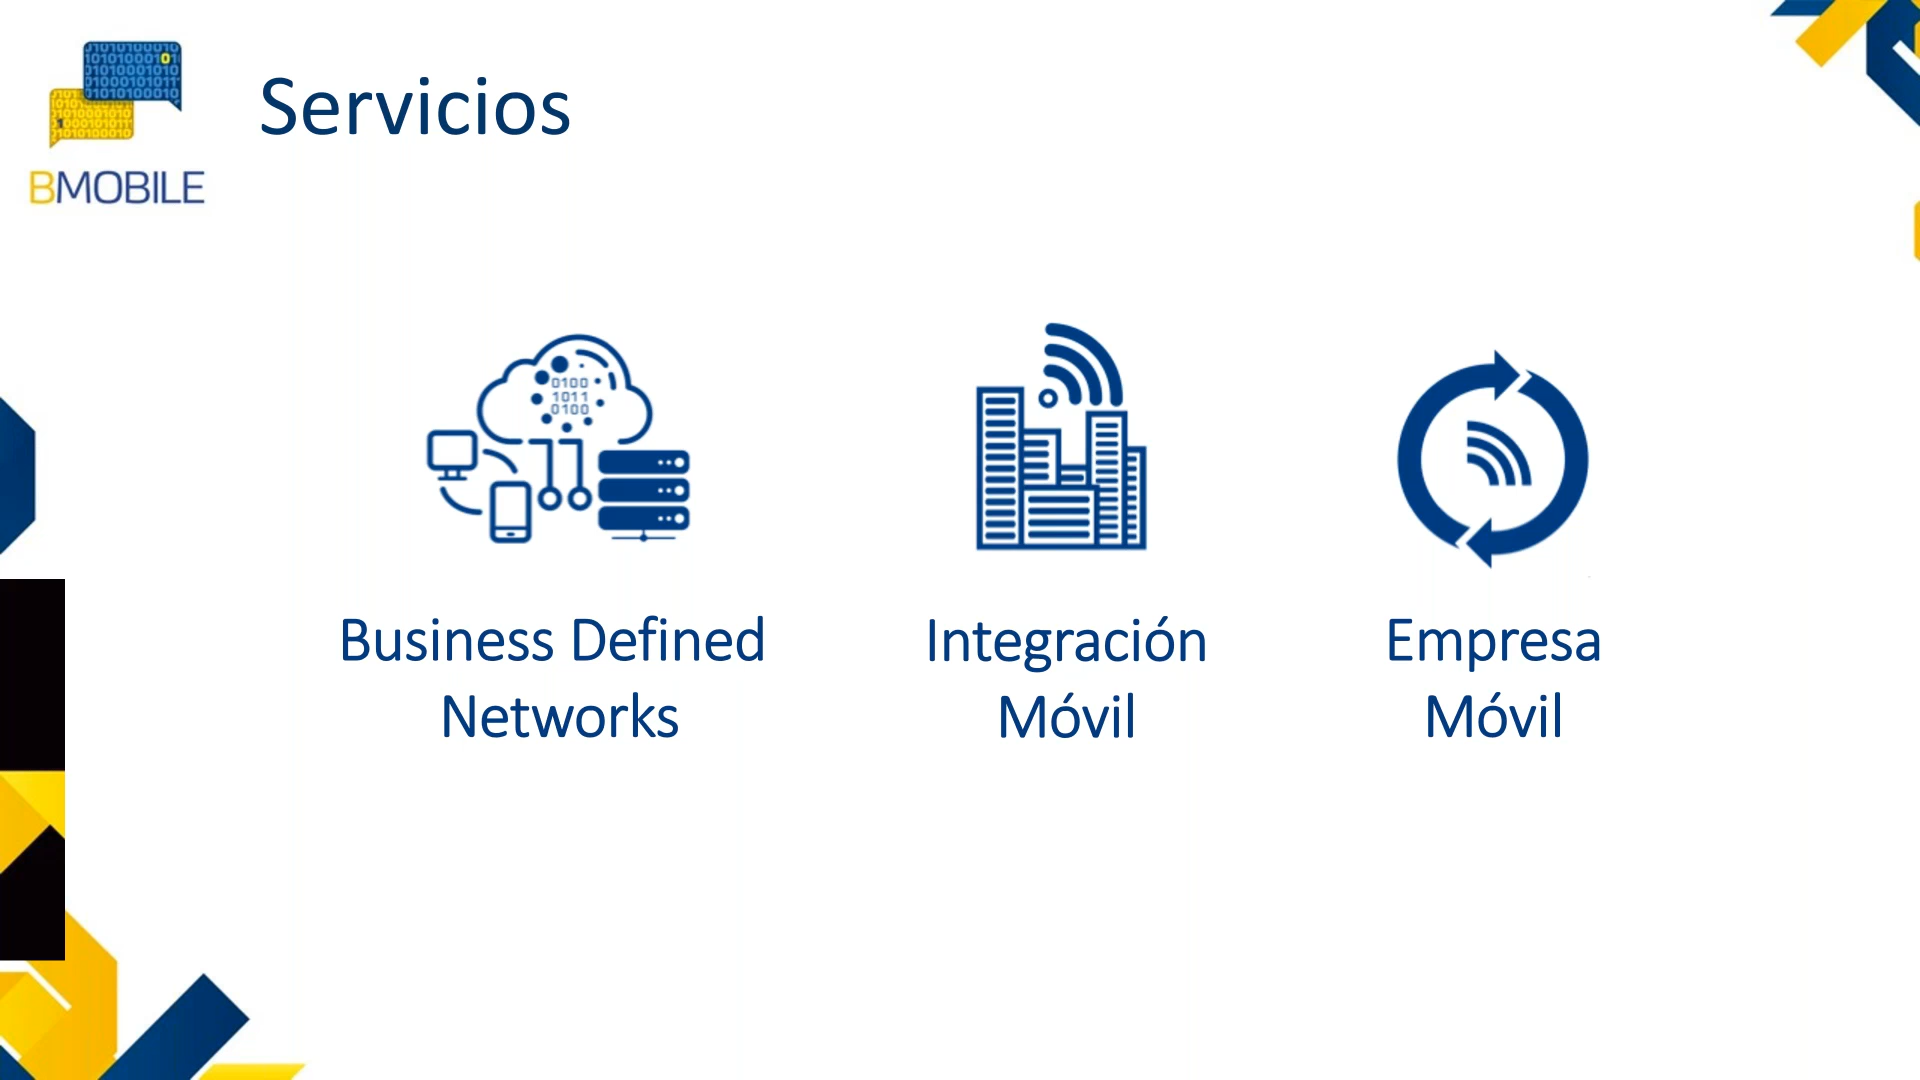 Servicios
BMOBILE
0100
1011
0100
Business Defined
Networks
Integración
Móvil
Empresa
Móvil